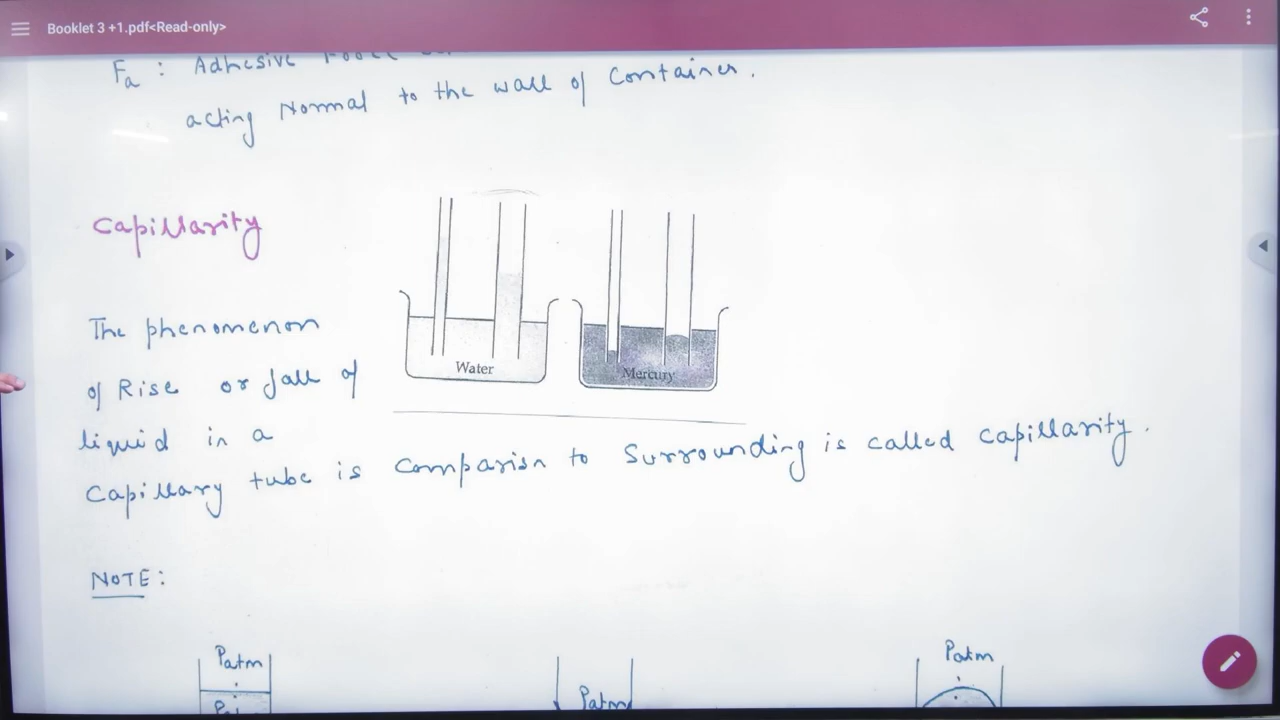 Booklet 3 +1.pdf<Read-only>
Fa : Adhesive
acting Normal to the wall of Container.
Capillarity
The phenomenon
of Rise or fall of
liquid in a
Capillary tube is Comparisn to Surrounding is called Capillarity.
Water
Mercury
NOTE:
Patm
Patm
Patm